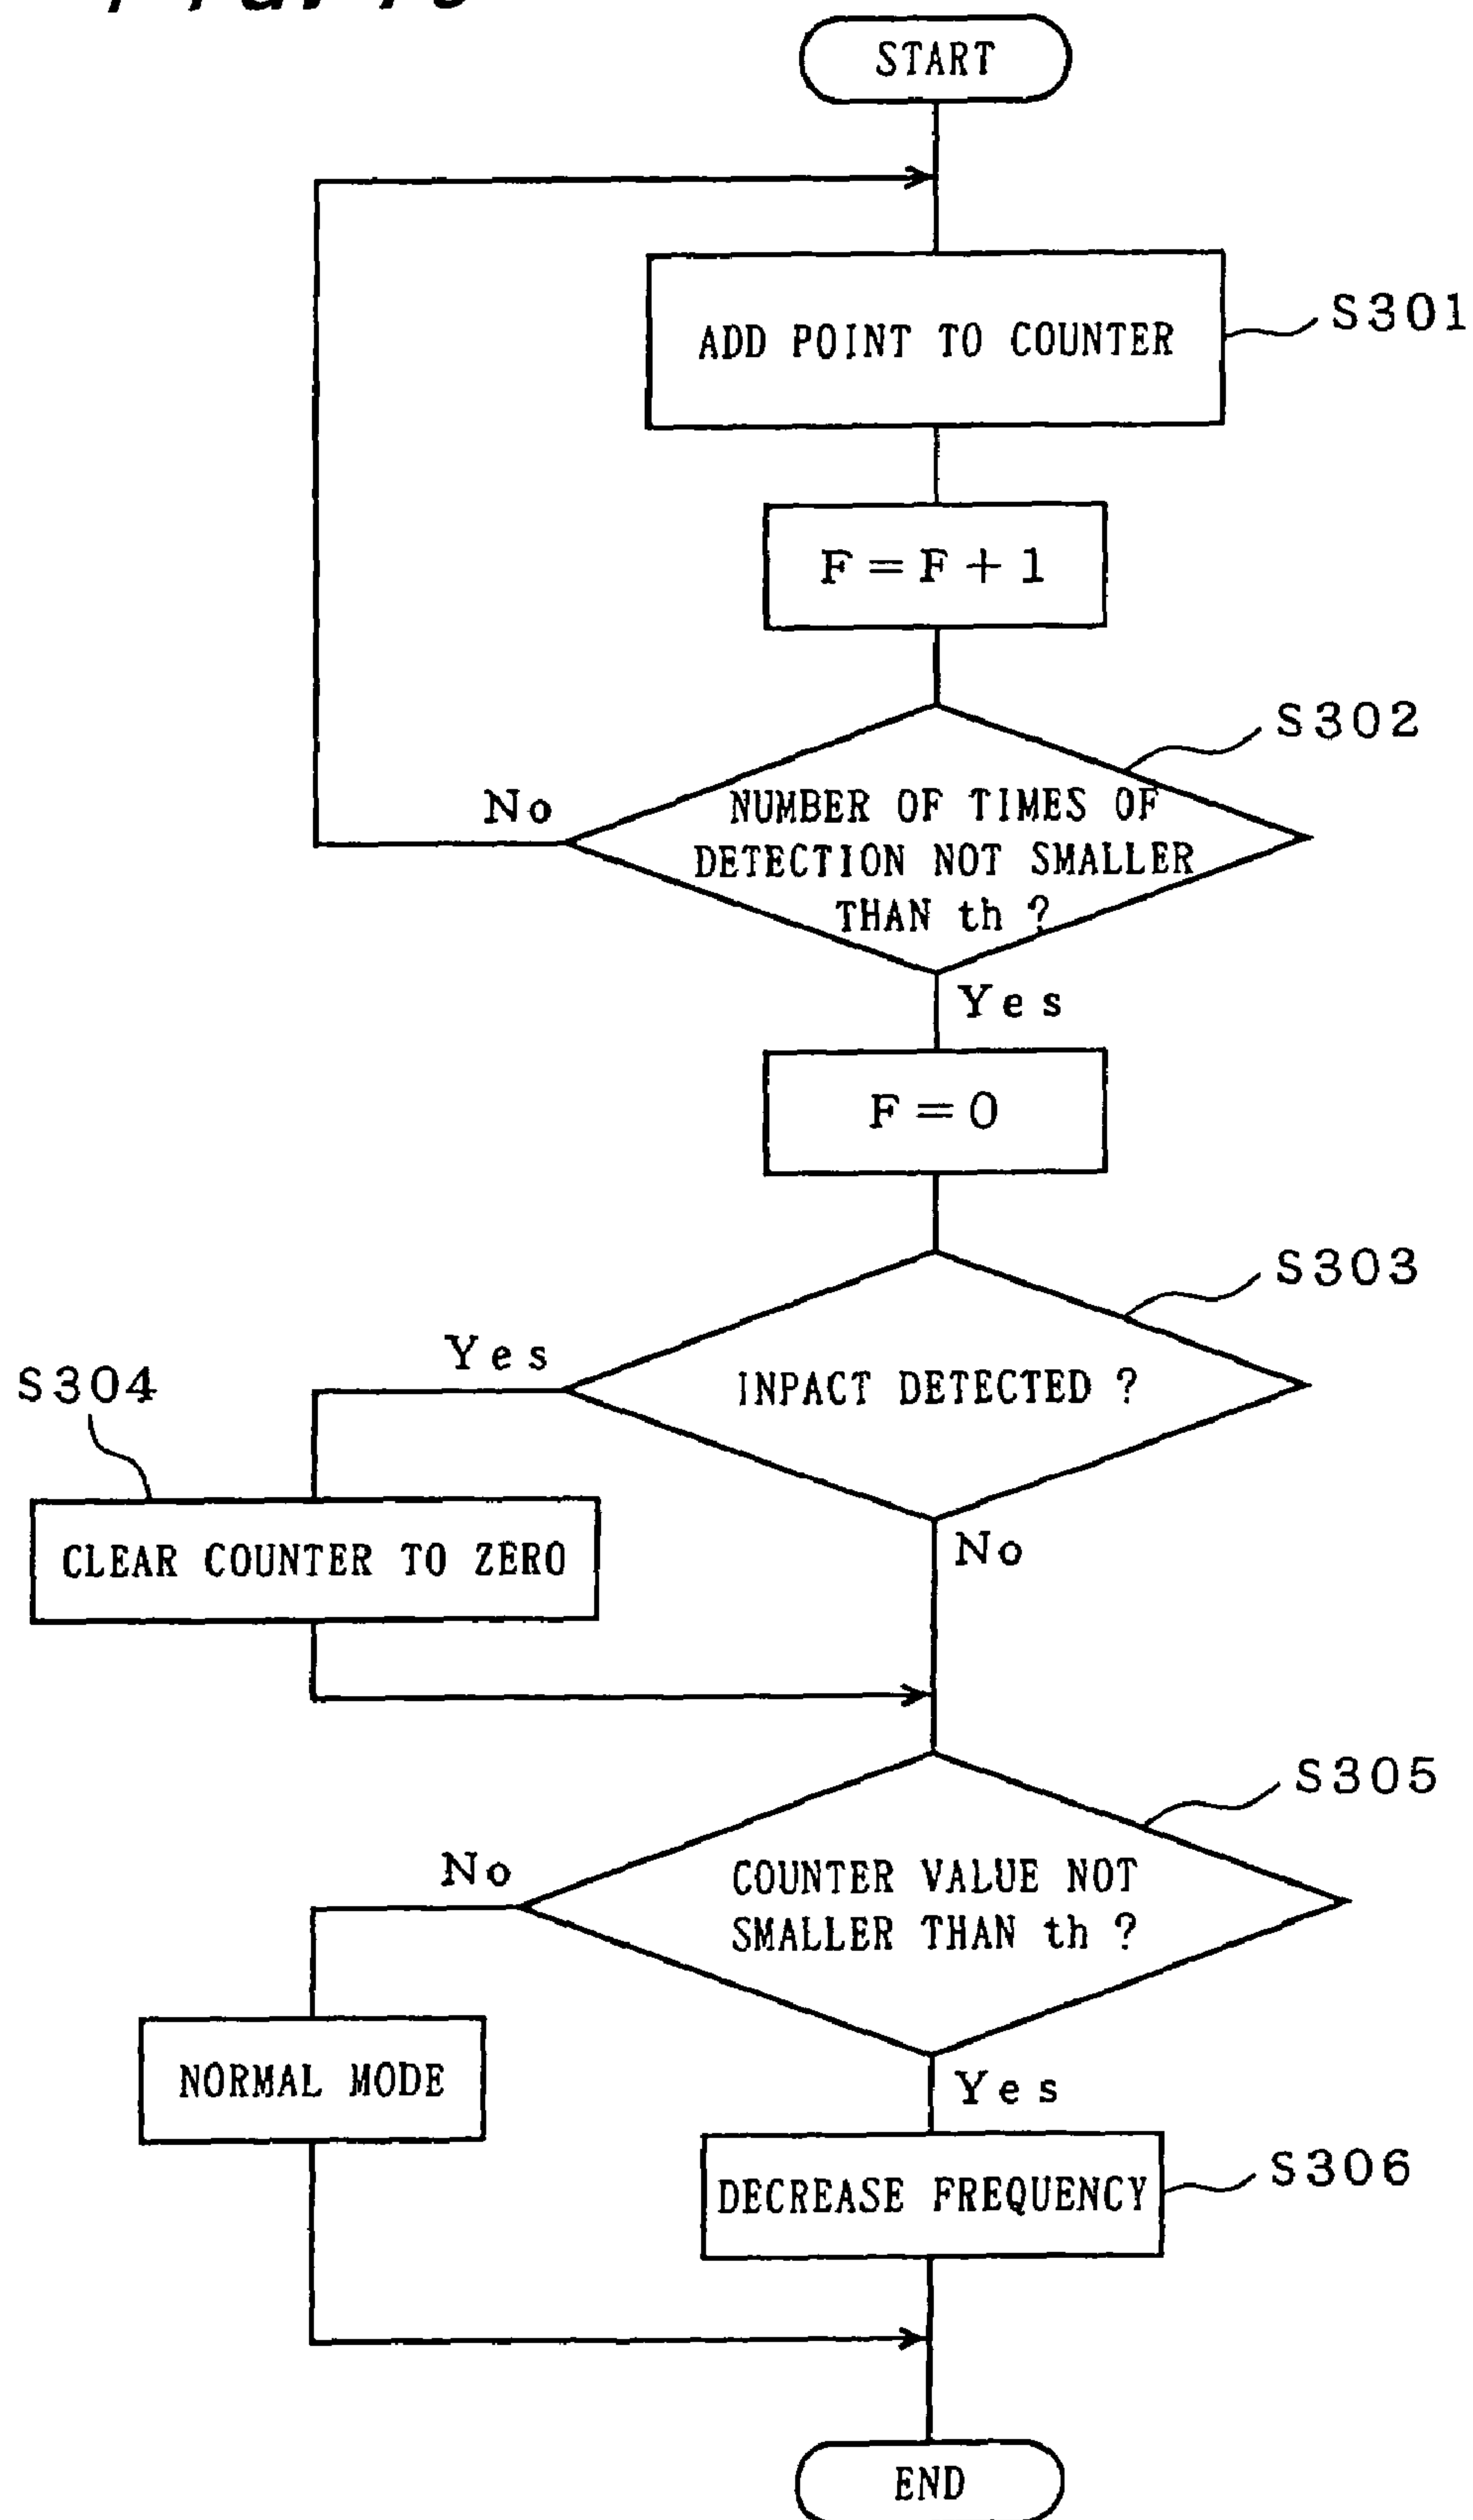 START
ADD POINT TO COUNTER
S301
F=F+1
S302
No
NUMBER OF TIMES OF
DETECTION NOT SMALLER
THAN th ?
Yes
F=0
S303
Yes
INPACT DETECTED ?
S304
No
CLEAR COUNTER TO ZERO
S305
No
COUNTER VALUE NOT
SMALLER THAN th ?
NORMAL MODE
Yes
DECREASE FREQUENCY
S306
END